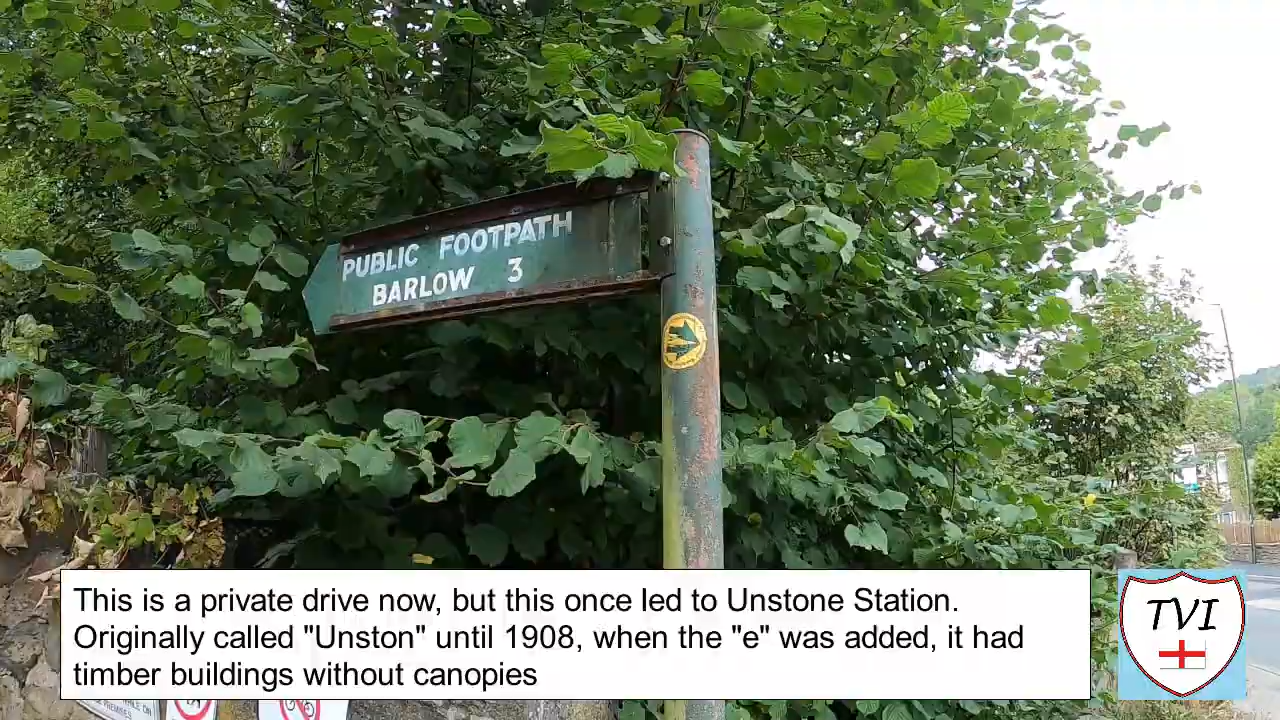 PUBLIC FOOTPATH
BARLOW 3
This is a private drive now, but this once led to Unstone Station.
Originally called "Unston" until 1908, when the "e" was added, it had
timber buildings without canopies
TVI